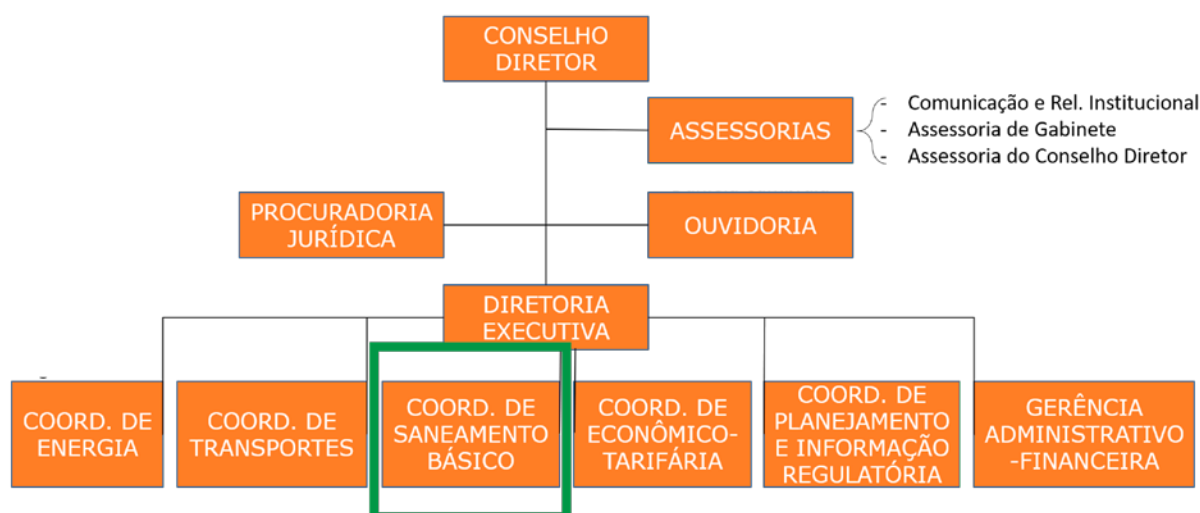 CONSELHO
DIRETOR
ASSESSORIAS
- Comunicação e Rel. Institucional
- Assessoria de Gabinete
- Assessoria do Conselho Diretor
PROCURADORIA
JURÍDICA
OUVIDORIA
DIRETORIA
EXECUTIVA
COORD. DE
ENERGIA
COORD. DE
TRANSPORTES
COORD. DE
SANEAMENTO
BÁSICO
COORD. DE
ECONÔMICO-
TARIFÁRIA
COORD. DE
PLANEJAMENTO
E INFORMAÇÃO
REGULATÓRIA
GERÊNCIA
ADMINISTRATIVO
-FINANCEIRA